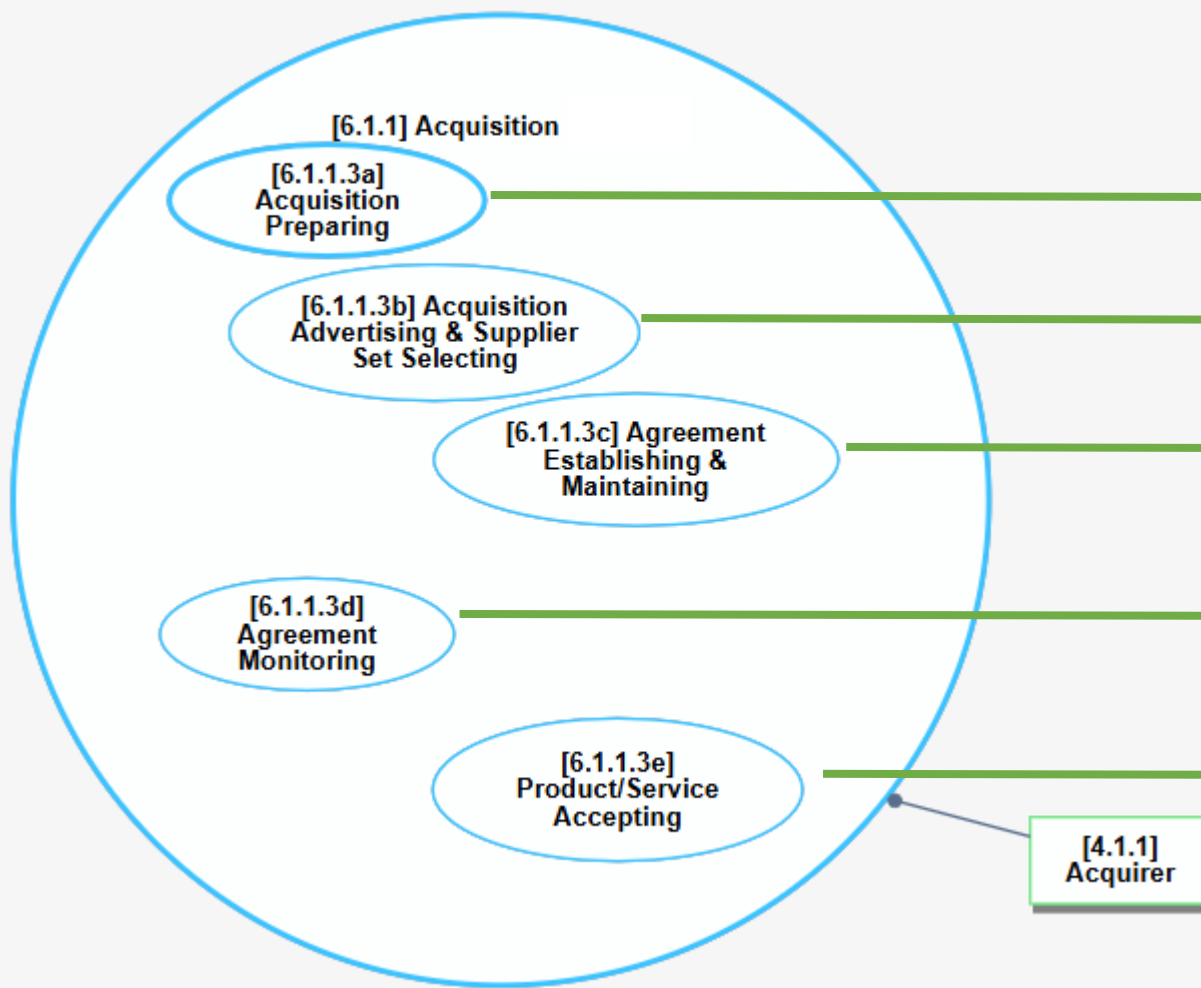 [6.1.1] Acquisition
[6.1.1.3a]
Acquisition
Preparing
[6.1.1.3b] Acquisition
Advertising & Supplier
Set Selecting
[6.1.1.3c] Agreement
Establishing &
Maintaining
[6.1.1.3d]
Agreement
Monitoring
[6.1.1.3e]
Product/Service
Accepting
[4.1.1]
Acquirer